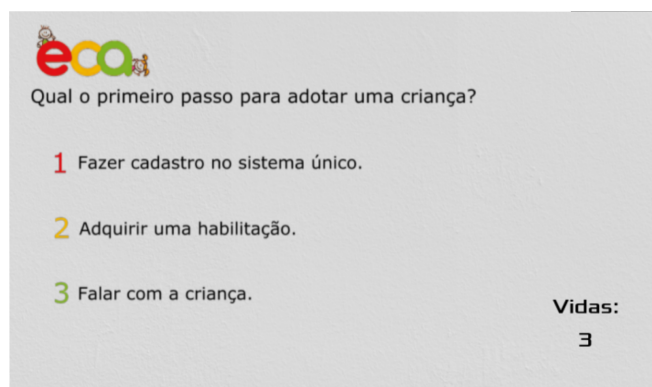 eca
Qual o primeiro passo para adotar uma criança?
1 Fazer cadastro no sistema único.
2 Adquirir uma habilitação.
3 Falar com a criança.
Vidas:
3